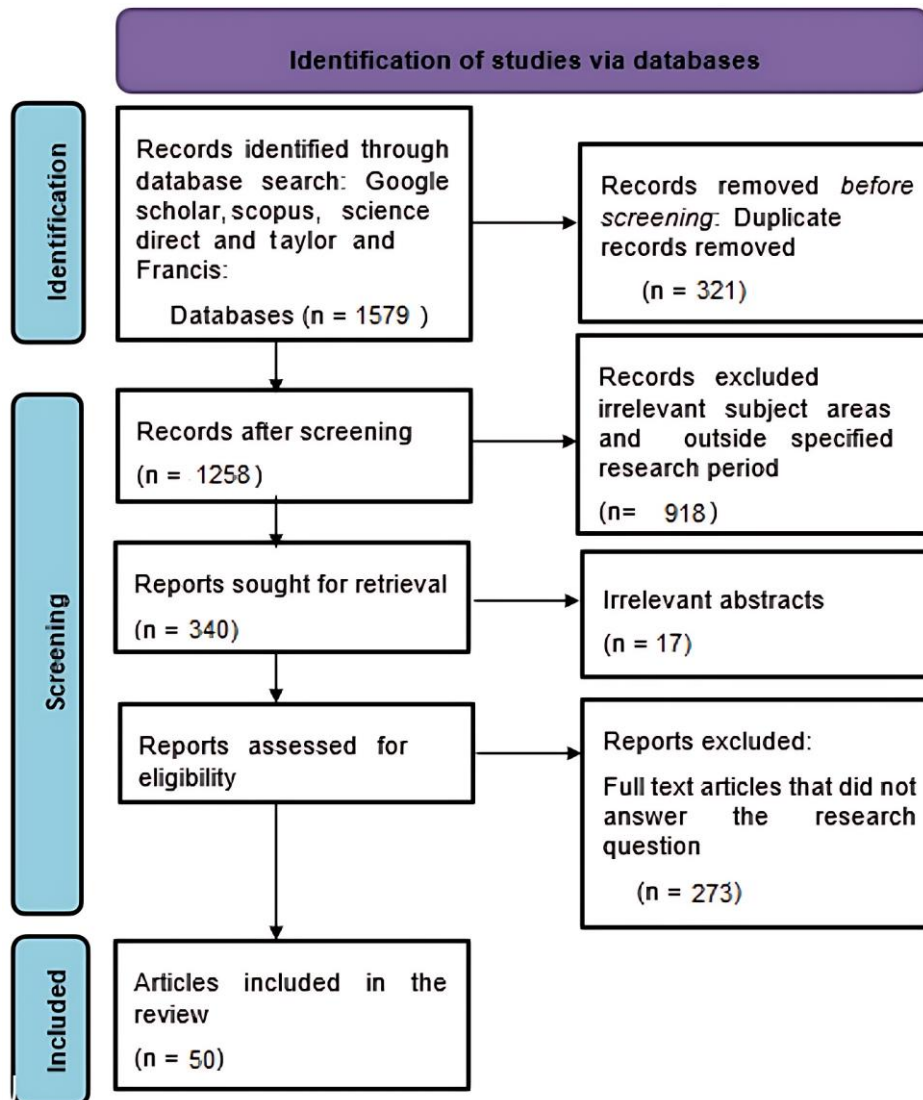 Identification of studies via databases
Identification
Records identified through
database search: Google
scholar, scopus, science
direct and taylor and
Francis:
Databases (n = 1579 )
Records removed before
screening: Duplicate
records removed
(n = 321)
Screening
Records after screening
(n = 1258)
Records excluded
irrelevant subject areas
and outside specified
research period
(n= 918)
Reports sought for retrieval
(n = 340)
Irrelevant abstracts
(n = 17)
Reports assessed for
eligibility
Reports excluded:
Full text articles that did not
answer the research
question
(n = 273)
Included
Articles included in the
review
(n = 50)